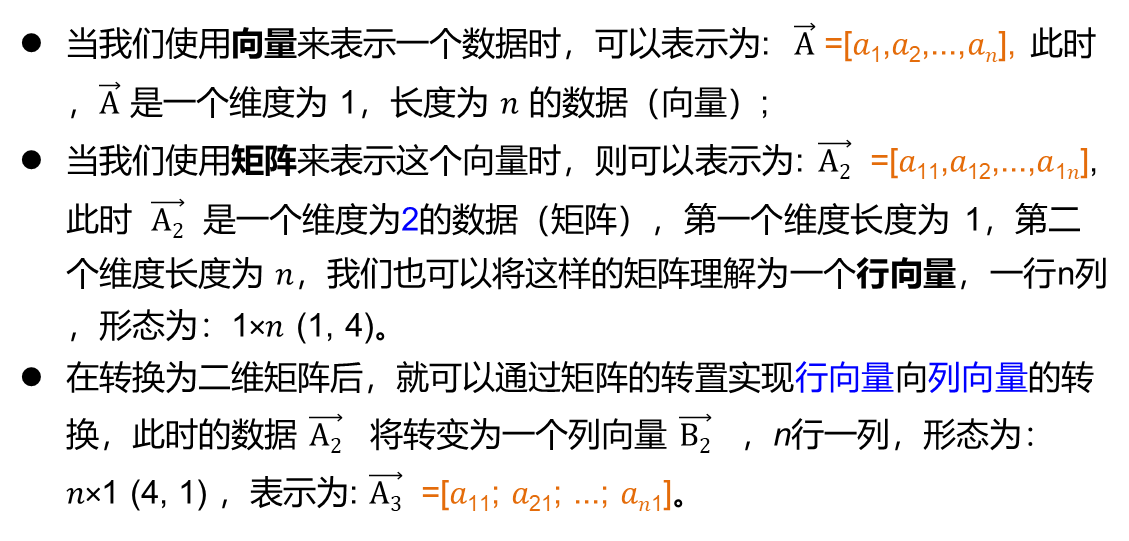 ● 当我们使用向量来表示一个数据时，可以表示为: A⃗ =[a₁,a₂,...,aₙ], 此时
，A⃗ 是一个维度为 1，长度为 n 的数据（向量）；
● 当我们使用矩阵来表示这个向量时，则可以表示为: A₂⃗ =[a₁₁,a₁₂,...,a₁ₙ],
此时 A₂⃗ 是一个维度为2的数据（矩阵），第一个维度长度为 1，第二
个维度长度为 n，我们也可以将这样的矩阵理解为一个行向量，一行n列
，形态为：1×n (1, 4)。
● 在转换为二维矩阵后，就可以通过矩阵的转置实现行向量向列向量的转
换，此时的数据 A₂⃗ 将转变为一个列向量 B₂⃗ ，n行一列，形态为：
n×1 (4, 1) ，表示为: A₃⃗ =[a₁₁; a₂₁; ...; aₙ₁]。